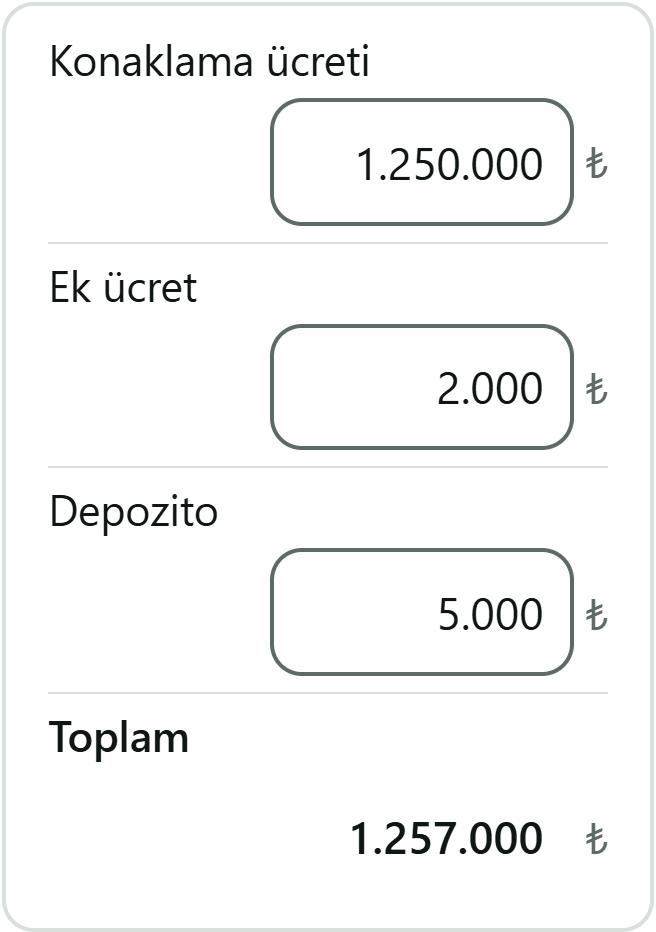 Konaklama ücreti
1.250.000 ₺
Ek ücret
2.000 ₺
Depozito
5.000 ₺
Toplam
1.257.000 ₺